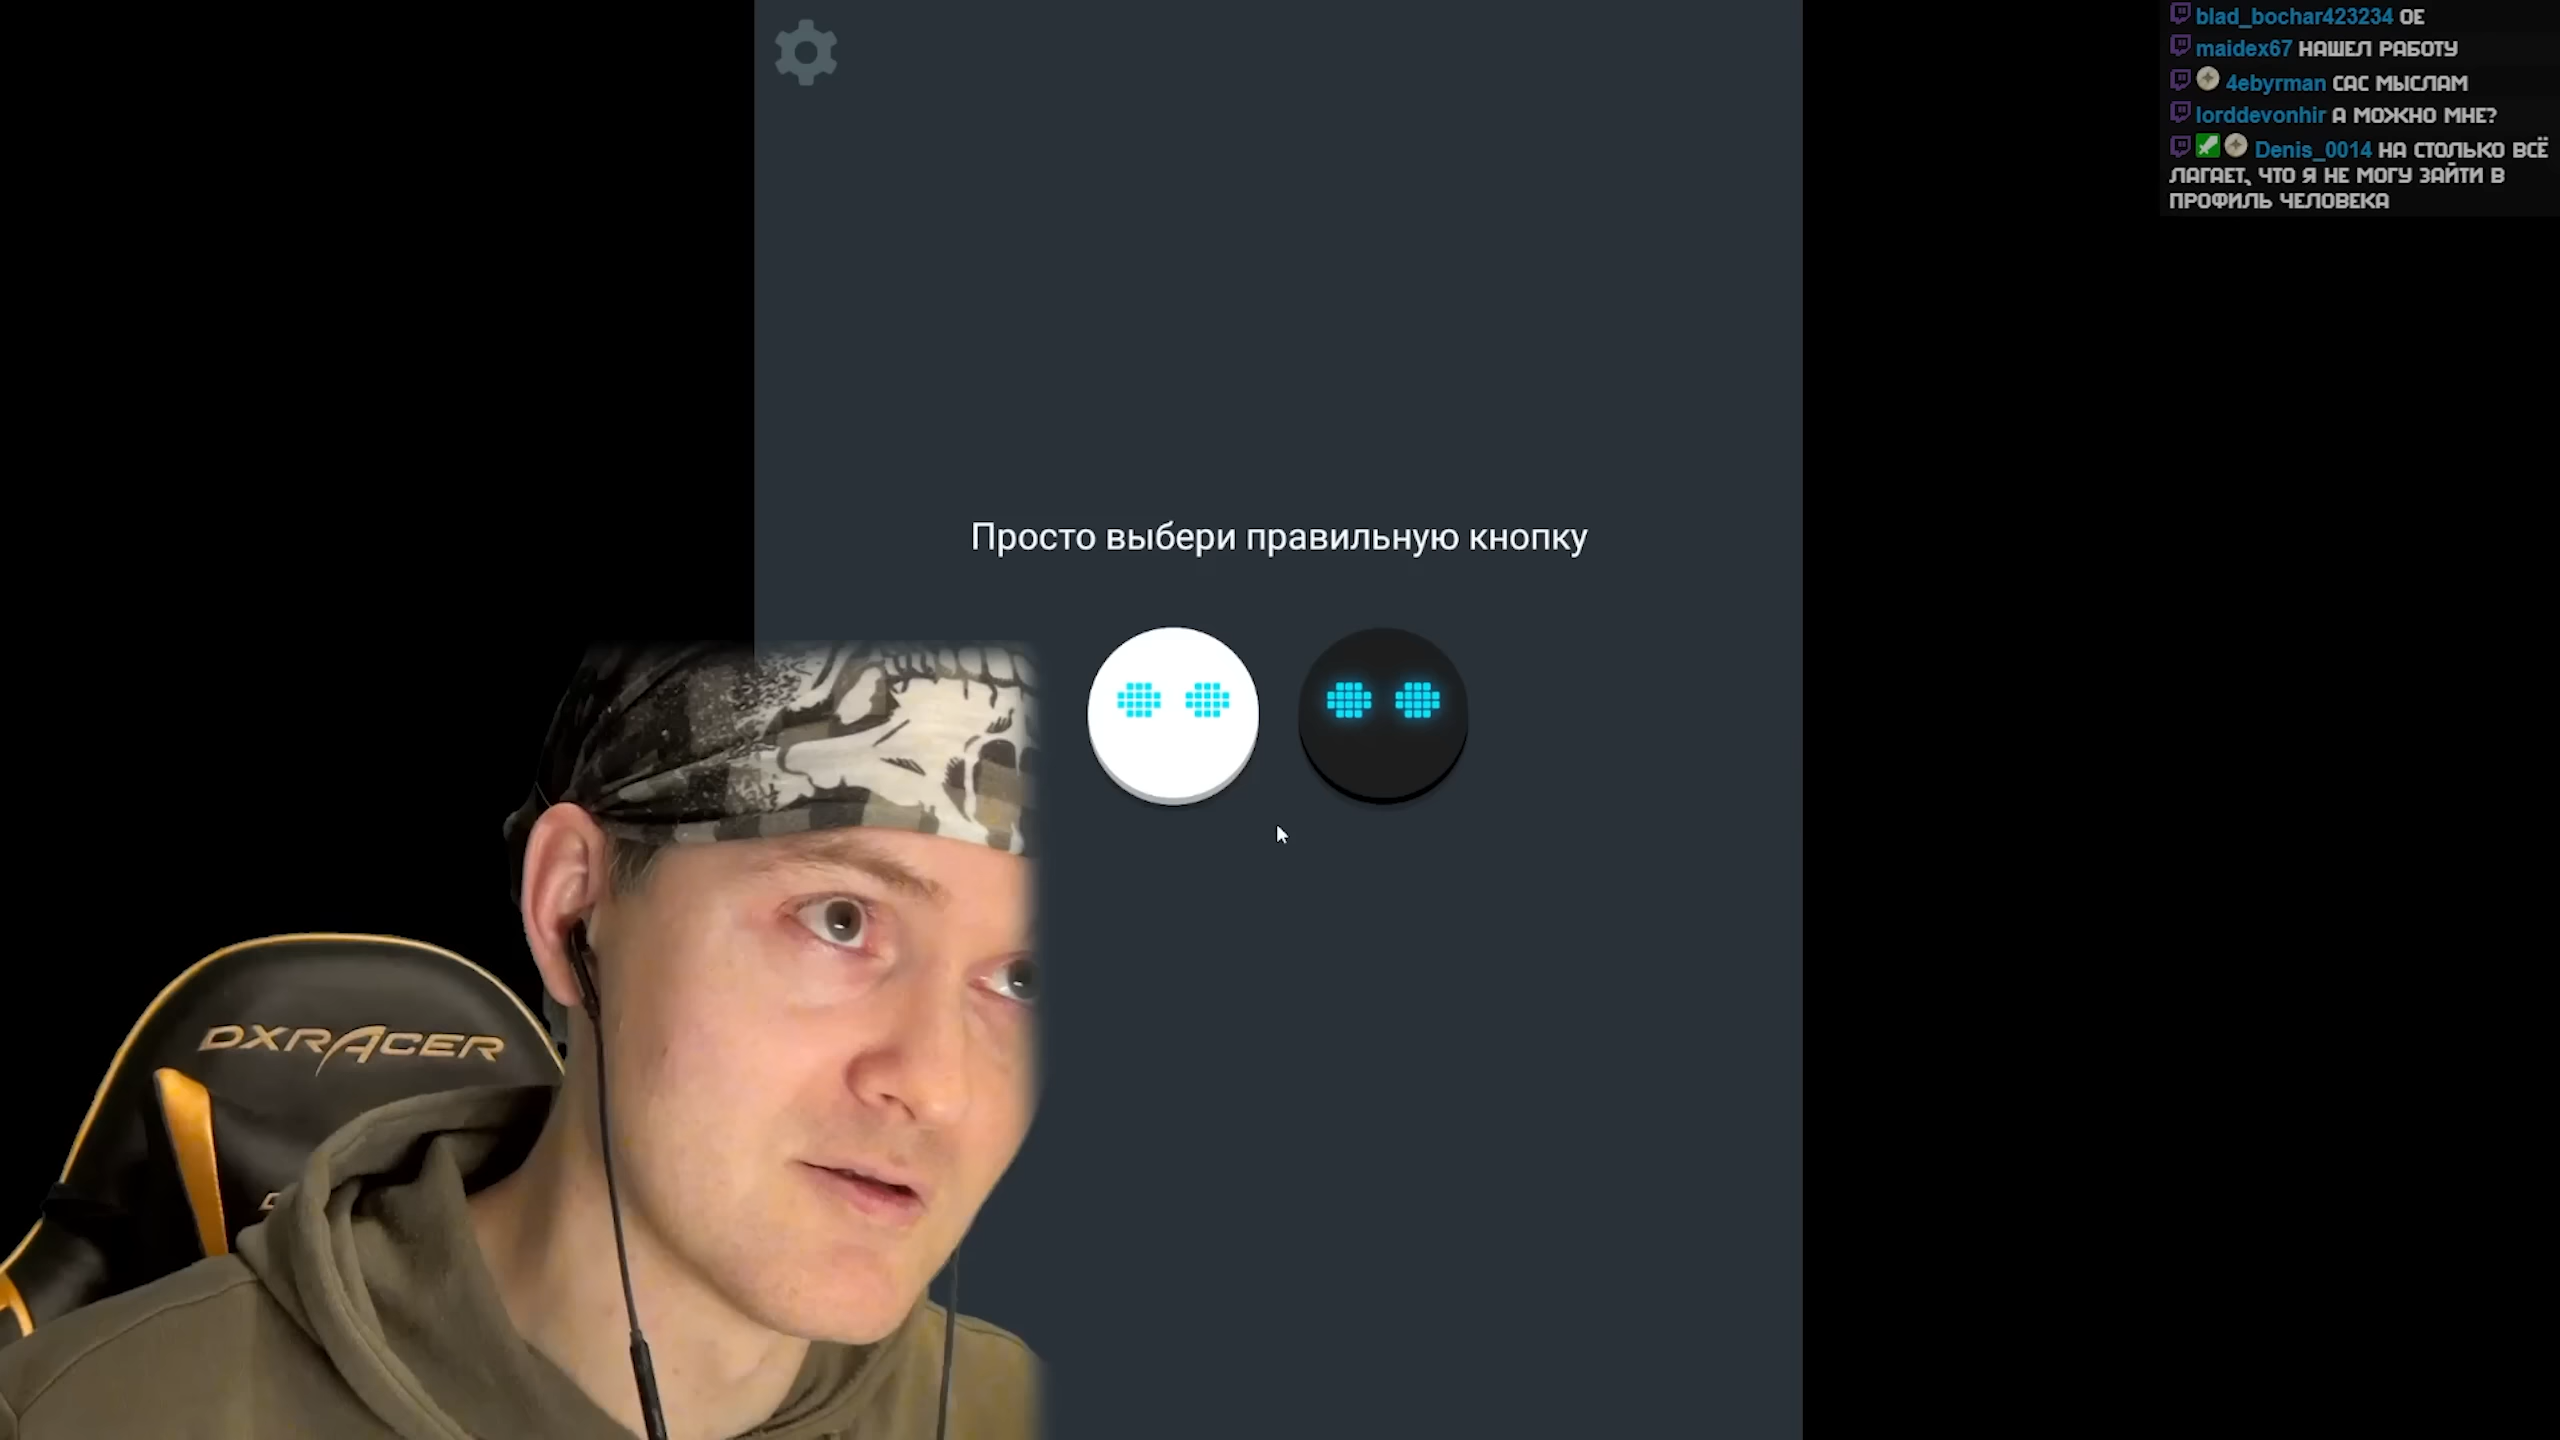 blad_bochar423234 ОЕ
maidex67 НАШЕЛ РАБОТУ
4ebyrman САС МЫСЛАМ
lorddevonhir А МОЖНО МНЕ?
Denis_0014 НА СТОЛЬКО ВСЁ
ЛАГАЕТ, ЧТО Я НЕ МОГУ ЗАЙТИ В
ПРОФИЛЬ ЧЕЛОВЕКА
Просто выбери правильную кнопку
DXRACER